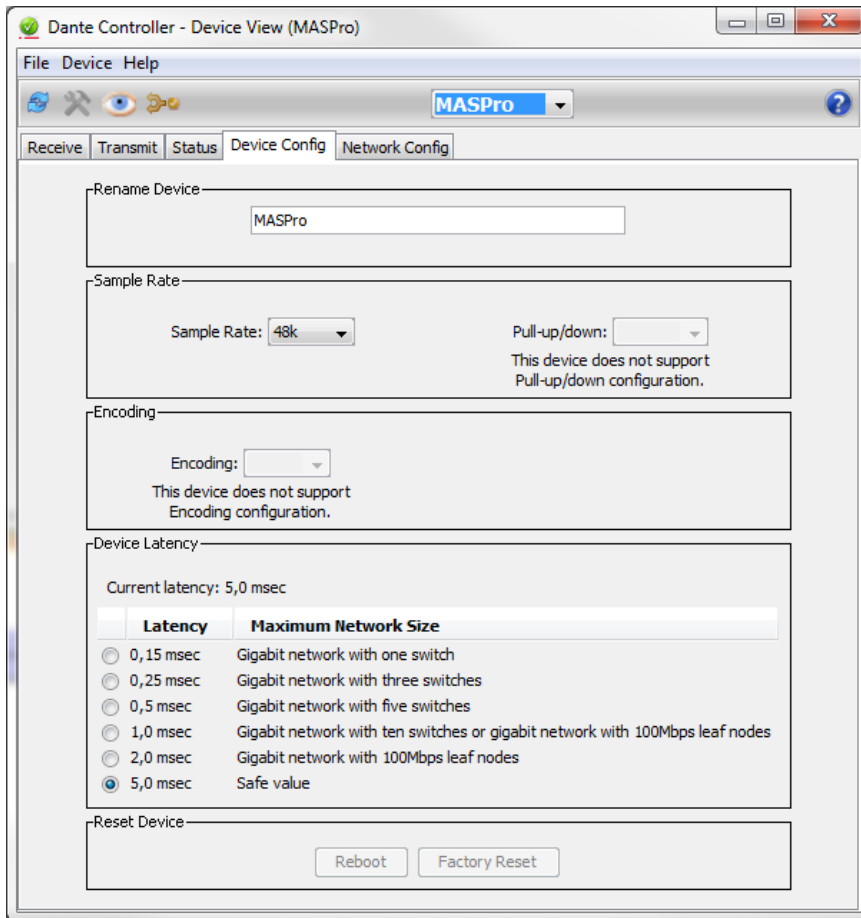 Dante Controller - Device View (MASPro)
File Device Help
MASPro
Receive Transmit Status Device Config Network Config
Rename Device
MASPro
Sample Rate
Sample Rate: 48k Pull-up/down:
This device does not support
Pull-up/down configuration.
Encoding
Encoding:
This device does not support
Encoding configuration.
Device Latency
Current latency: 5,0 msec
Latency Maximum Network Size
0,15 msec Gigabit network with one switch
0,25 msec Gigabit network with three switches
0,5 msec Gigabit network with five switches
1,0 msec Gigabit network with ten switches or gigabit network with 100Mbps leaf nodes
2,0 msec Gigabit network with 100Mbps leaf nodes
5,0 msec Safe value
Reset Device
Reboot Factory Reset